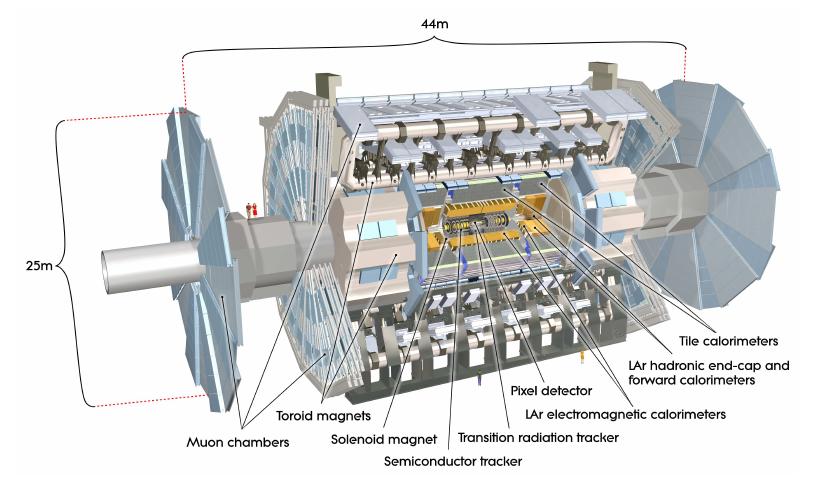 44m
25m
Tile calorimeters
LAr hadronic end-cap and
forward calorimeters
Pixel detector
LAr electromagnetic calorimeters
Toroid magnets
Muon chambers
Solenoid magnet
Transition radiation tracker
Semiconductor tracker